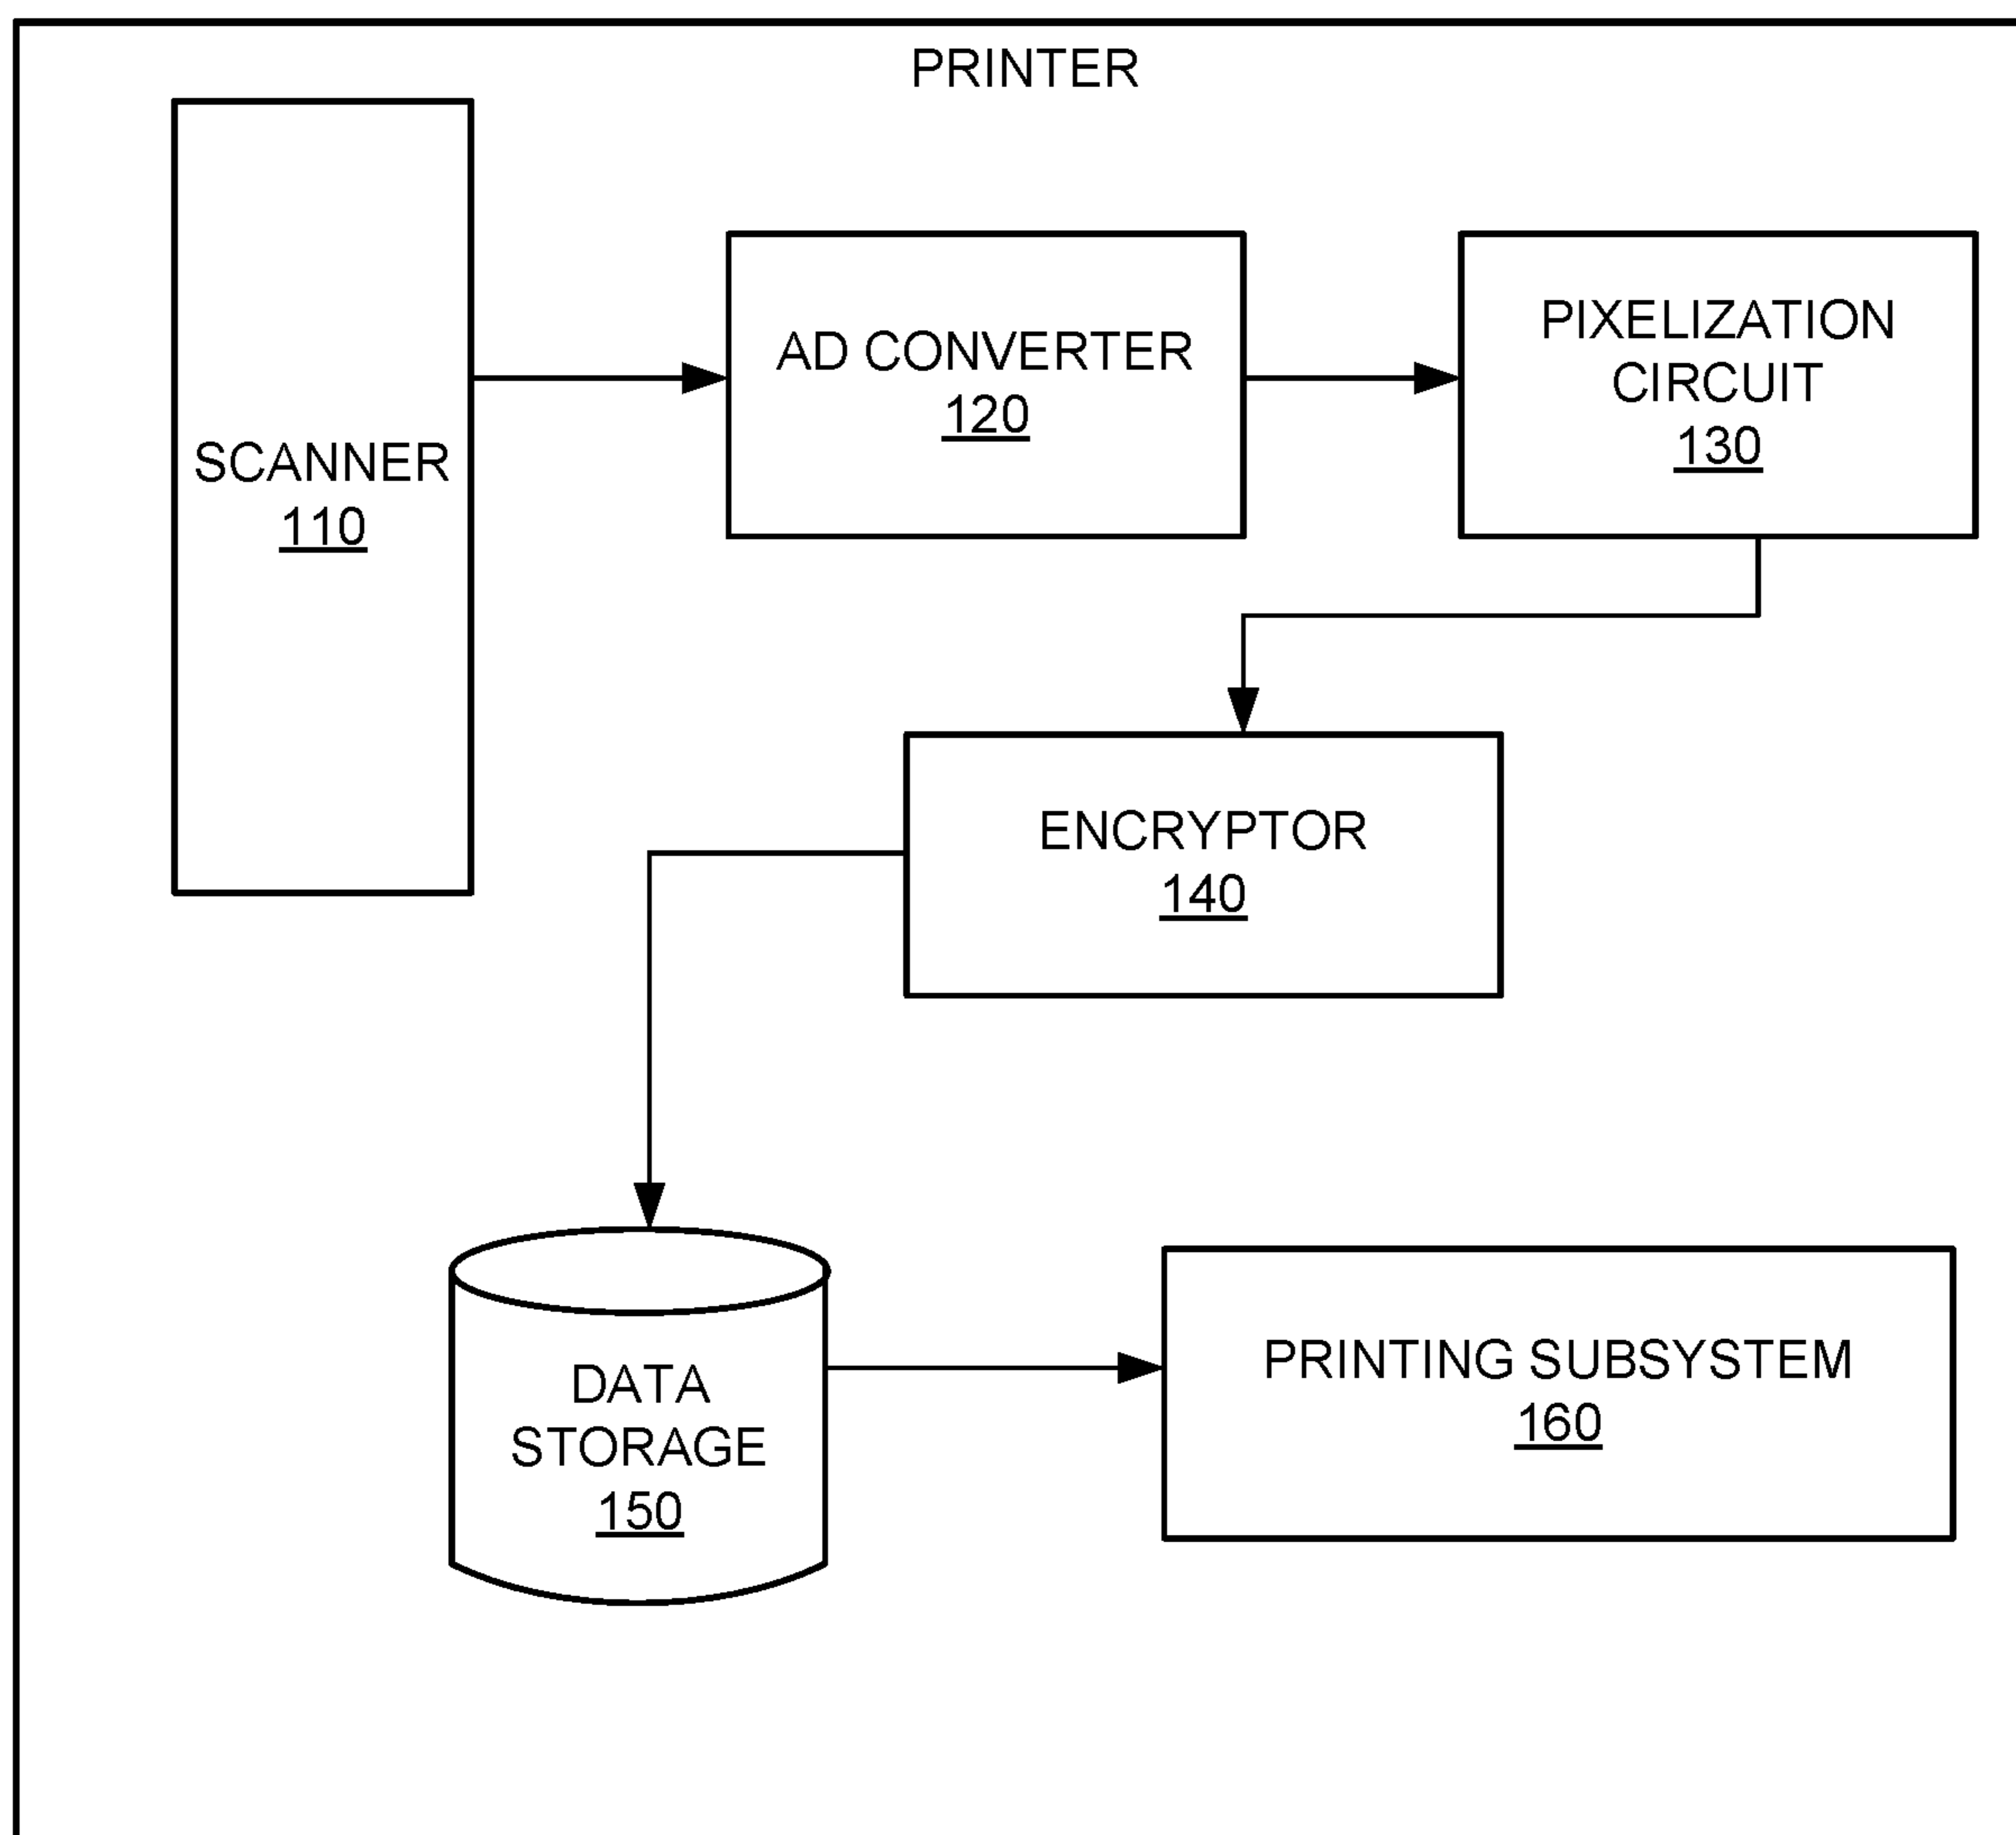 PRINTER
SCANNER
110
AD CONVERTER
120
PIXELIZATION
CIRCUIT
130
ENCRYPTOR
140
DATA
STORAGE
150
PRINTING SUBSYSTEM
160